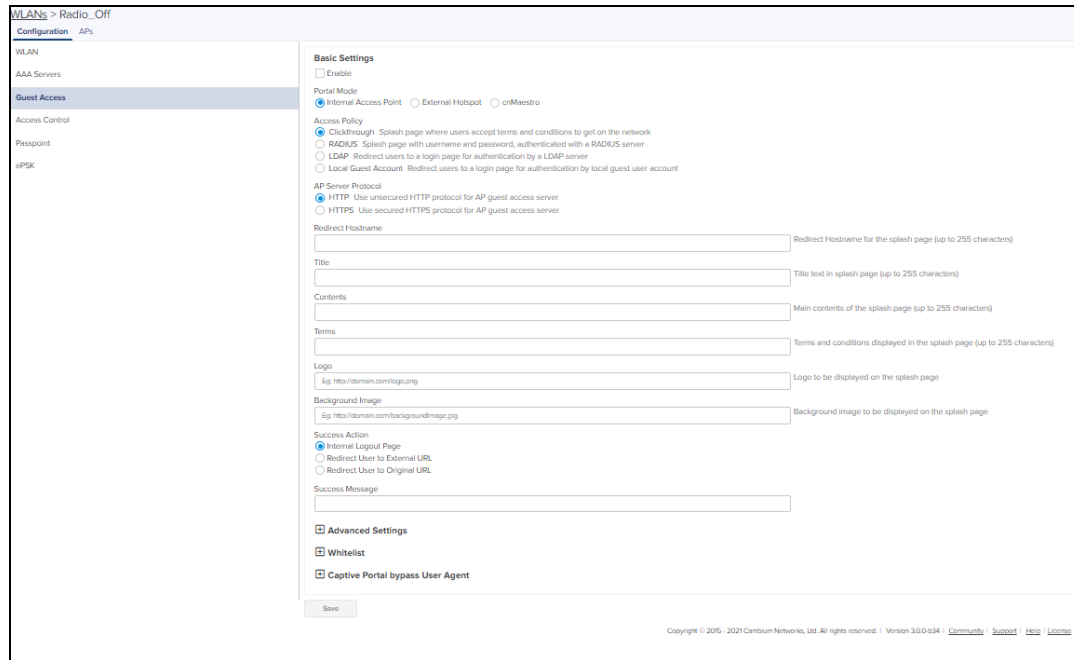 WLANs > Radio_Off
Configuration APs
WLAN
AAA Servers
Guest Access
Access Control
Passpoint
ePSK
Basic Settings
Enable
Portal Mode
Internal Access Point External Hotspot cnMaestro
Access Policy
Clickthrough Splash page where users accept terms and conditions to get on the network
RADIUS Splash page with username and password, authenticated with a RADIUS server
LDAP Redirect users to a login page for authentication by a LDAP server
Local Guest Account Redirect users to a login page for authentication by local guest user account
AP Server Protocol
HTTP Use unsecured HTTP protocol for AP guest access server
HTTPS Use secured HTTPS protocol for AP guest access server
Redirect Hostname
Redirect Hostname for the splash page (up to 255 characters)
Title
Title text in splash page (up to 255 characters)
Contents
Main contents of the splash page (up to 255 characters)
Terms
Terms and conditions displayed in the splash page (up to 255 characters)
Logo
Eg: http://domain.com/logo.png
Logo to be displayed on the splash page
Background Image
Eg: http://domain.com/backgroundimage.jpg
Background image to be displayed on the splash page
Success Action
Internal Logout Page
Redirect User to External URL
Redirect User to Original URL
Success Message
Advanced Settings
Whitelist
Captive Portal bypass User Agent
Save
Copyright © 2015 - 2021 Cambium Networks, Ltd. All rights reserved. | Version 3.0.0-b34 | Community | Support | Help | License